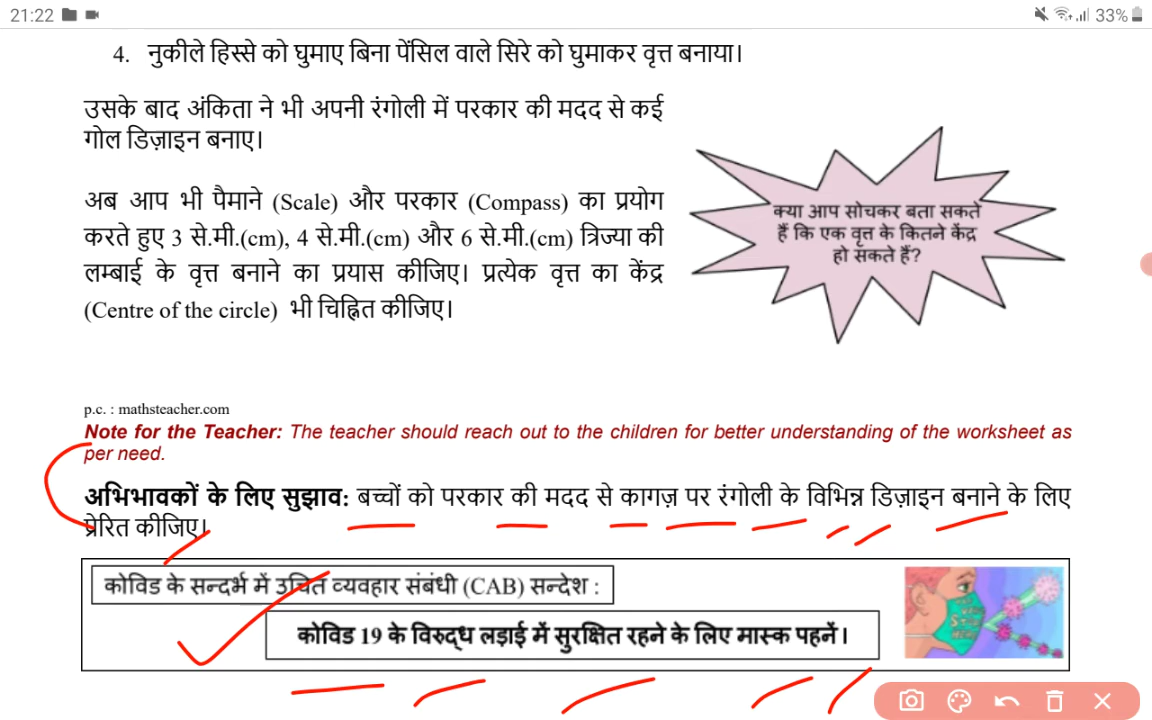 21:22
33%
4. नुकीले हिस्से को घुमाए बिना पेंसिल वाले सिरे को घुमाकर वृत्त बनाया।
उसके बाद अंकिता ने भी अपनी रंगोली में परकार की मदद से कई
गोल डिज़ाइन बनाए।
अब आप भी पैमाने (Scale) और परकार (Compass) का प्रयोग
करते हुए 3 से.मी.(cm), 4 से.मी.(cm) और 6 से.मी.(cm) त्रिज्या की
लम्बाई के वृत्त बनाने का प्रयास कीजिए। प्रत्येक वृत्त का केंद्र
(Centre of the circle) भी चिह्नित कीजिए।
क्या आप सोचकर बता सकते
हैं कि एक वृत्त के कितने केंद्र
हो सकते हैं?
p.c. : mathsteacher.com
Note for the Teacher: The teacher should reach out to the children for better understanding of the worksheet as
per need.
अभिभावकों के लिए सुझाव: बच्चों को परकार की मदद से कागज़ पर रंगोली के विभिन्न डिज़ाइन बनाने के लिए
प्रेरित कीजिए।
कोविड के सन्दर्भ में उचित व्यवहार संबंधी (CAB) सन्देश :
कोविड 19 के विरुद्ध लड़ाई में सुरक्षित रहने के लिए मास्क पहनें।